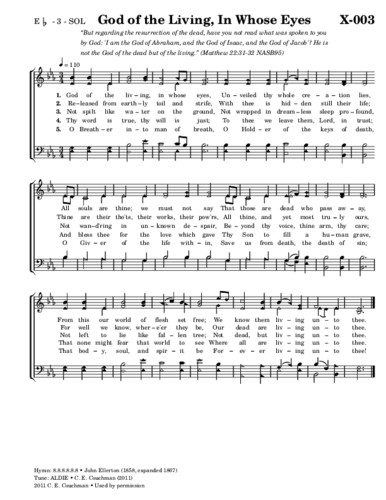 E♭ - 3 - SOL God of the Living, In Whose Eyes X-003
"But regarding the resurrection of the dead, have you not read what was spoken to you
by God: 'I am the God of Abraham, and the God of Isaac, and the God of Jacob'? He is
not the God of the dead but of the living." (Matthew 22:31-32 NASB95)
♩ = 110
1. God of the liv - ing, in whose eyes, Un - veiled thy whole cre - a - tion lies,
2. Re - leased from earth - ly toil and strife, With thee is hid - den still their life;
3. Not spilt like wa - ter on the ground, Not wrapped in dream - less sleep pro - found,
4. Thy word is true, thy will is just; To thee we leave them, Lord, in trust;
5. O Breath - er in - to man of breath, O Hold - er of the keys of death,
All souls are thine; we must not say That those are dead who pass a - way,
Thine are their tho'ts, their works, their pow'rs, All thine, and yet most tru - ly ours,
Not wan - d'ring in un - known de - spair, Be - yond thy voice, thine arm, thy care;
And bless thee for the love which gave Thy Son to fill a hu - man grave,
O Giv - er of the life with - in, Save us from death, the death of sin;
From this our world of flesh set free; We know them liv - ing un - to thee.
For well we know, wher - e'er they be, Our dead are liv - ing un - to thee.
Not left to lie like fal - len tree; Not dead, but liv - ing un - to thee.
That none might fear that world to see Where all are liv - ing un - to thee.
That bod - y, soul, and spir - it be For - ev - er liv - ing un - to thee!
Hymn: 8.8.8.8.8.8 • John Ellerton (1858, expanded 1867)
Tune: ALDIE • C. E. Couchman (2011)
2011 C. E. Couchman • Used by permission